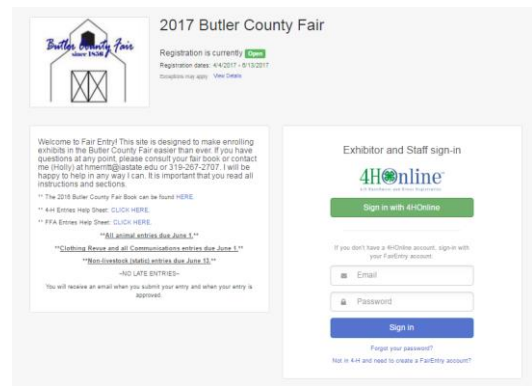 Butler County Fair
since 1856
2017 Butler County Fair
Registration is currently Open
Registration dates: 4/4/2017 - 6/13/2017
Exceptions may apply. View Details
Welcome to Fair Entry! This site is designed to make enrolling
exhibits in the Butler County Fair easier than ever. If you have
questions at any point, please consult your fair book or contact
me (Holly) at hmerritt@iastate.edu or 319-267-2707. I will be
happy to help in any way I can. It is important that you read all
instructions and sections.
** The 2016 Butler County Fair Book can be found HERE.
** 4-H Entries Help Sheet: CLICK HERE.
** FFA Entries Help Sheet: CLICK HERE.
**All animal entries due June 1.**
**Clothing Revue and all Communications entries due June 1.**
**Non-livestock (static) entries due June 13.**
~NO LATE ENTRIES~
You will receive an email when you submit your entry and when your entry is
approved.
Exhibitor and Staff sign-in
4HOnline
4-H Enrollment and Event Registration
Sign in with 4HOnline
If you don't have a 4HOnline account, sign-in with
your FairEntry account.
Email
Password
Sign in
Forgot your password?
Not in 4-H and need to create a FairEntry account?